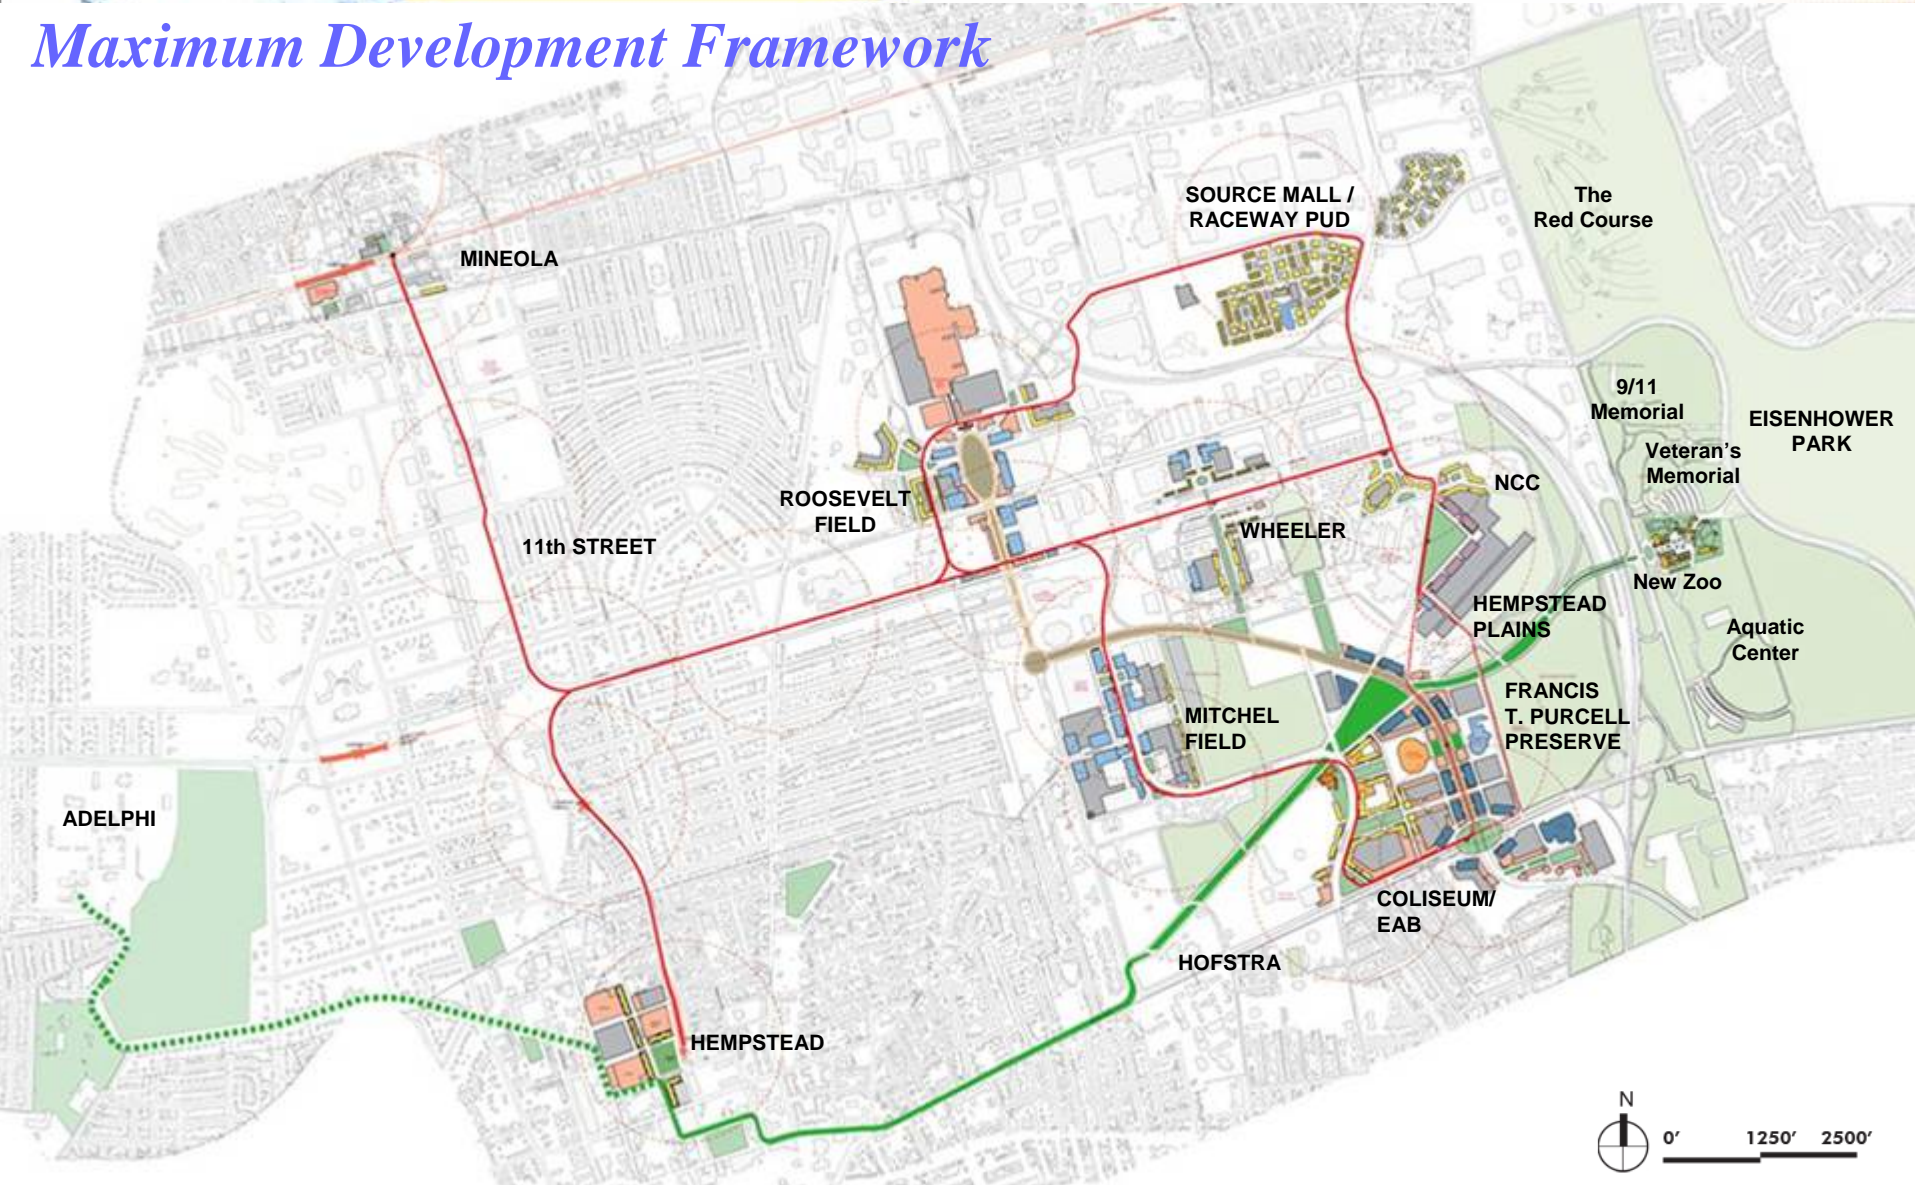 Maximum Development Framework
SOURCE MALL /
RACEWAY PUD
The
Red Course
MINEOLA
9/11
Memorial
EISENHOWER
PARK
Veteran's
Memorial
NCC
ROOSEVELT
FIELD
WHEELER
11th STREET
New Zoo
HEMPSTEAD
PLAINS
Aquatic
Center
FRANCIS
T. PURCELL
PRESERVE
MITCHEL
FIELD
ADELPHI
COLISEUM/
EAB
HOFSTRA
HEMPSTEAD
N
0' 1250' 2500'